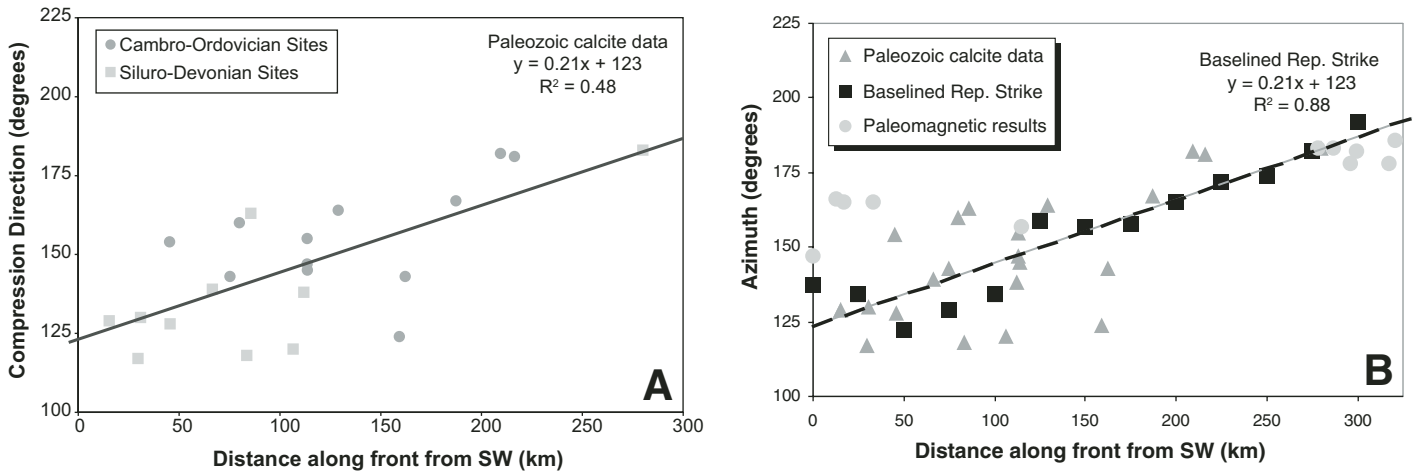 225
200
175
150
125
100
Compression Direction (degrees)
Cambro-Ordovician Sites
Siluro-Devonian Sites
Paleozoic calcite data
y = 0.21x + 123
R² = 0.48
A
0
50
100
150
200
250
300
Distance along front from SW (km)
225
200
175
150
125
100
Azimuth (degrees)
Paleozoic calcite data
Baselined Rep. Strike
Paleomagnetic results
Baselined Rep. Strike
y = 0.21x + 123
R² = 0.88
B
0
50
100
150
200
250
300
Distance along front from SW (km)